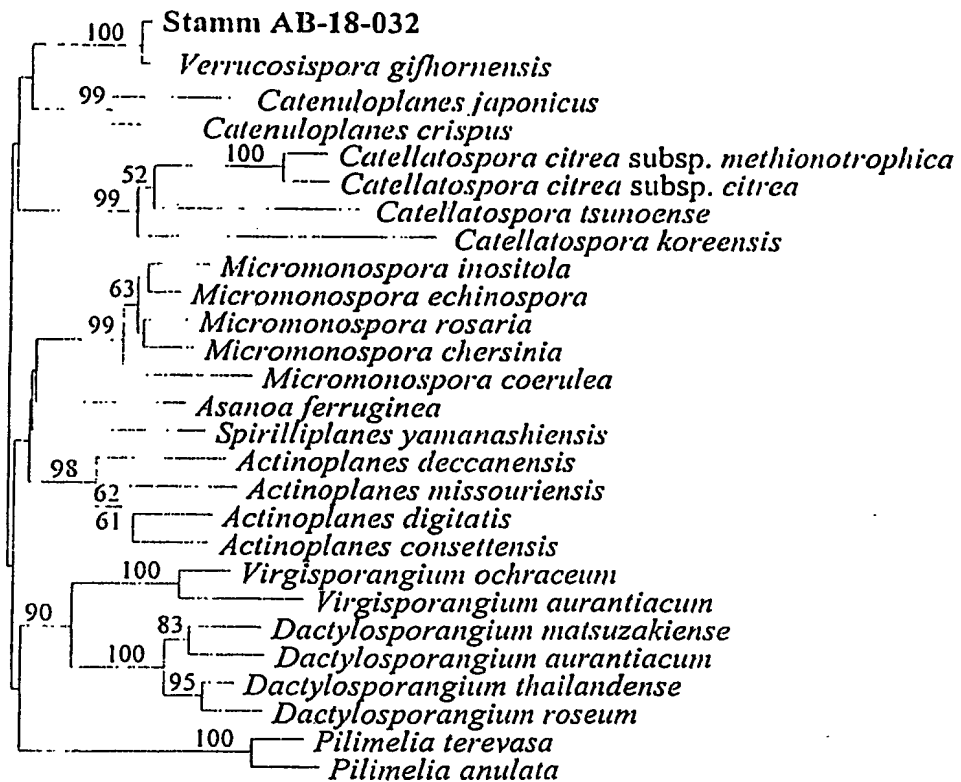 100 Stamm AB-18-032
Verrucosispora gifhornensis
99 Catenuloplanes japonicus
Catenuloplanes crispus
100 Catellatospora citrea subsp. methionotrophica
52 Catellatospora citrea subsp. citrea
99 Catellatospora tsunoense
Catellatospora koreensis
Micromonospora inositola
63 Micromonospora echinospora
99 Micromonospora rosaria
Micromonospora chersinia
Micromonospora coerulea
Asanoa ferruginea
Spirilliplanes yamanashiensis
98 Actinoplanes deccanensis
62 Actinoplanes missouriensis
61 Actinoplanes digitatis
Actinoplanes consettensis
100 Virgisporangium ochraceum
90 Virgisporangium aurantiacum
83 Dactylosporangium matsuzakiense
100 Dactylosporangium aurantiacum
95 Dactylosporangium thailandense
Dactylosporangium roseum
100 Pilimelia terevasa
Pilimelia anulata